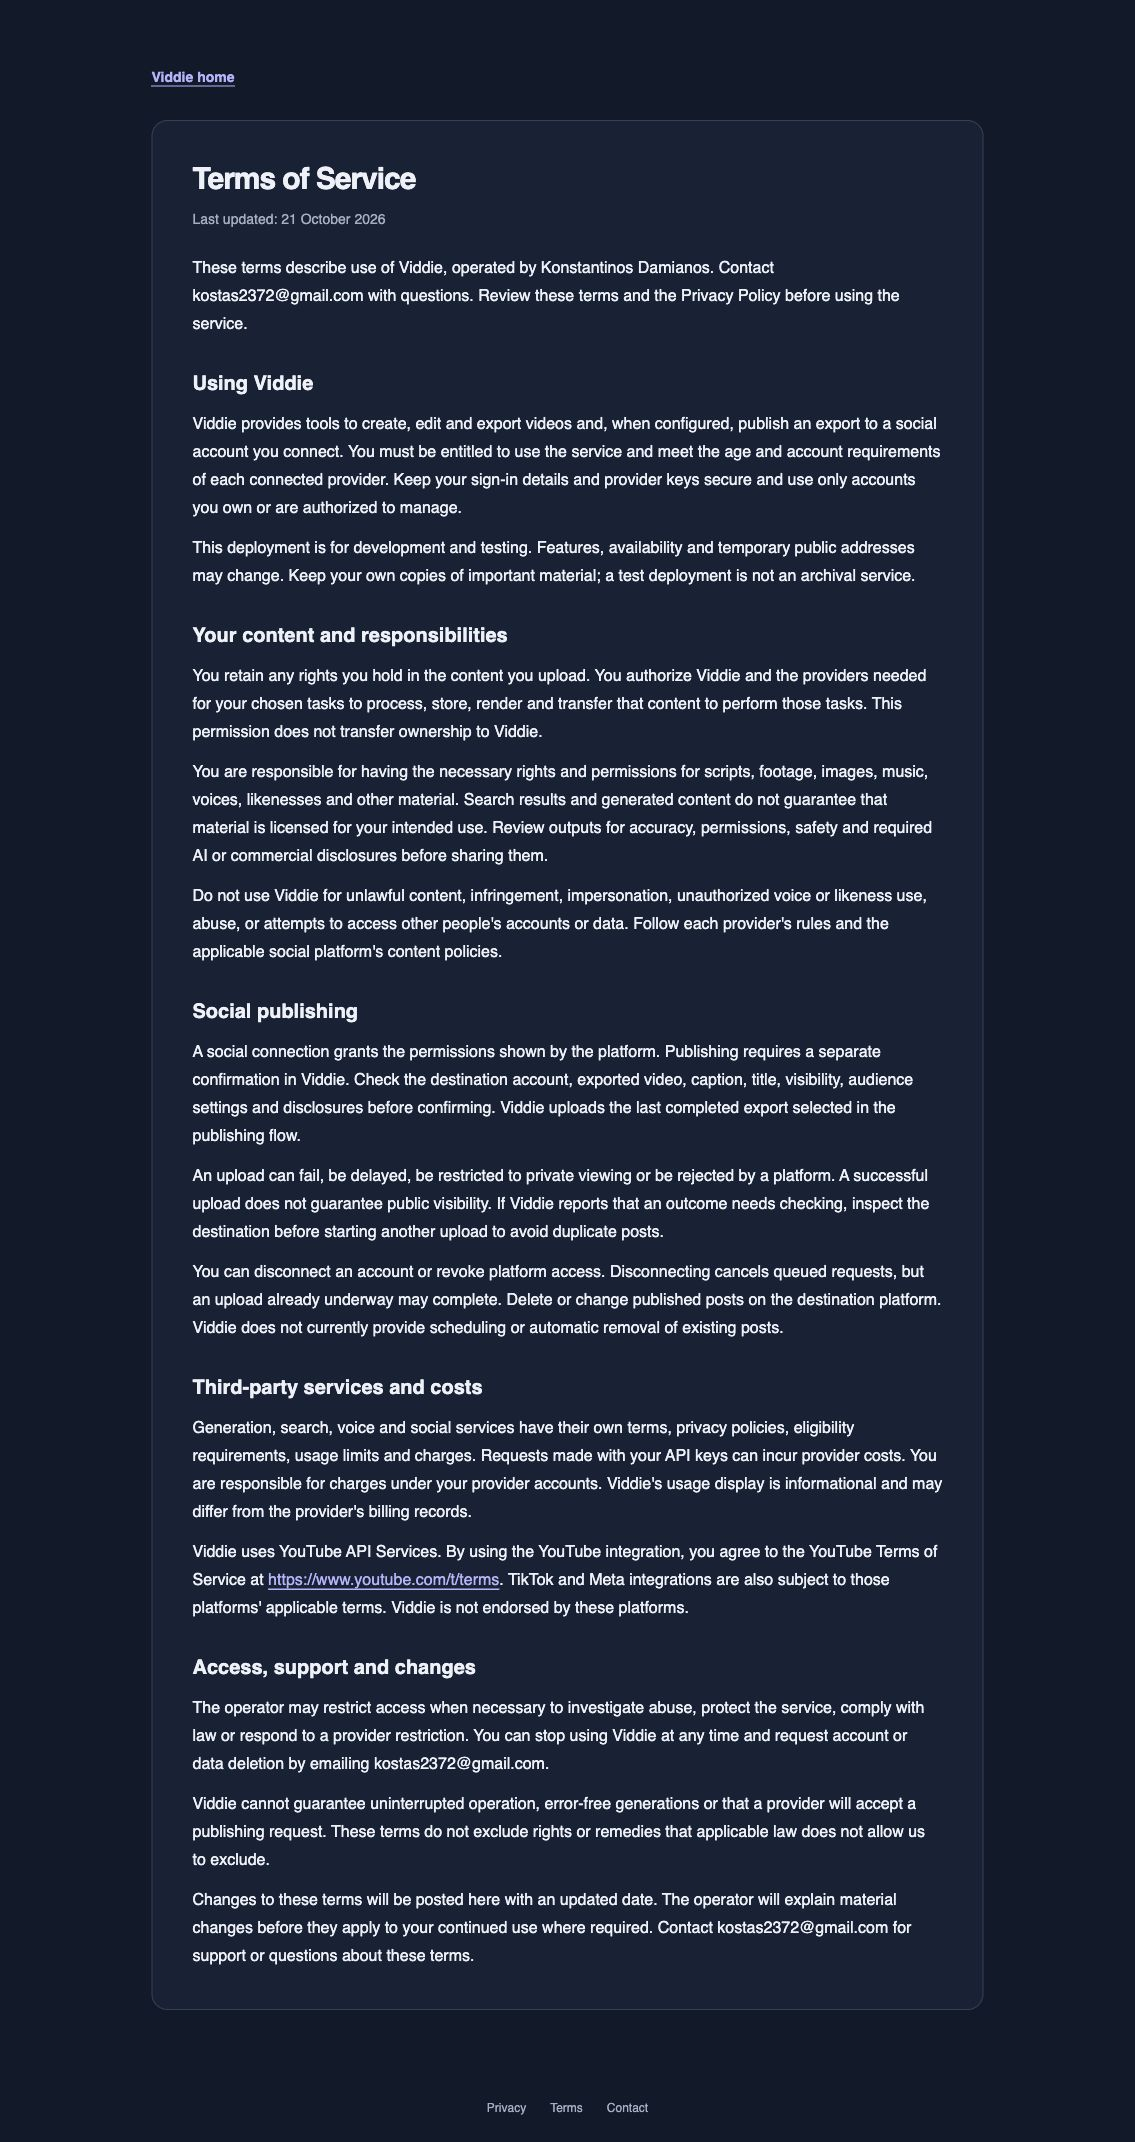 Viddie home
Terms of Service
Last updated: 21 October 2026
These terms describe use of Viddie, operated by Konstantinos Damianos. Contact
kostas2372@gmail.com with questions. Review these terms and the Privacy Policy before using the
service.
Using Viddie
Viddie provides tools to create, edit and export videos and, when configured, publish an export to a social
account you connect. You must be entitled to use the service and meet the age and account requirements
of each connected provider. Keep your sign-in details and provider keys secure and use only accounts
you own or are authorized to manage.
This deployment is for development and testing. Features, availability and temporary public addresses
may change. Keep your own copies of important material; a test deployment is not an archival service.
Your content and responsibilities
You retain any rights you hold in the content you upload. You authorize Viddie and the providers needed
for your chosen tasks to process, store, render and transfer that content to perform those tasks. This
permission does not transfer ownership to Viddie.
You are responsible for having the necessary rights and permissions for scripts, footage, images, music,
voices, likenesses and other material. Search results and generated content do not guarantee that
material is licensed for your intended use. Review outputs for accuracy, permissions, safety and required
AI or commercial disclosures before sharing them.
Do not use Viddie for unlawful content, infringement, impersonation, unauthorized voice or likeness use,
abuse, or attempts to access other people's accounts or data. Follow each provider's rules and the
applicable social platform's content policies.
Social publishing
A social connection grants the permissions shown by the platform. Publishing requires a separate
confirmation in Viddie. Check the destination account, exported video, caption, title, visibility, audience
settings and disclosures before confirming. Viddie uploads the last completed export selected in the
publishing flow.
An upload can fail, be delayed, be restricted to private viewing or be rejected by a platform. A successful
upload does not guarantee public visibility. If Viddie reports that an outcome needs checking, inspect the
destination before starting another upload to avoid duplicate posts.
You can disconnect an account or revoke platform access. Disconnecting cancels queued requests, but
an upload already underway may complete. Delete or change published posts on the destination platform.
Viddie does not currently provide scheduling or automatic removal of existing posts.
Third-party services and costs
Generation, search, voice and social services have their own terms, privacy policies, eligibility
requirements, usage limits and charges. Requests made with your API keys can incur provider costs. You
are responsible for charges under your provider accounts. Viddie's usage display is informational and may
differ from the provider's billing records.
Viddie uses YouTube API Services. By using the YouTube integration, you agree to the YouTube Terms of
Service at https://www.youtube.com/t/terms. TikTok and Meta integrations are also subject to those
platforms' applicable terms. Viddie is not endorsed by these platforms.
Access, support and changes
The operator may restrict access when necessary to investigate abuse, protect the service, comply with
law or respond to a provider restriction. You can stop using Viddie at any time and request account or
data deletion by emailing kostas2372@gmail.com.
Viddie cannot guarantee uninterrupted operation, error-free generations or that a provider will accept a
publishing request. These terms do not exclude rights or remedies that applicable law does not allow us
to exclude.
Changes to these terms will be posted here with an updated date. The operator will explain material
changes before they apply to your continued use where required. Contact kostas2372@gmail.com for
support or questions about these terms.
Privacy Terms Contact